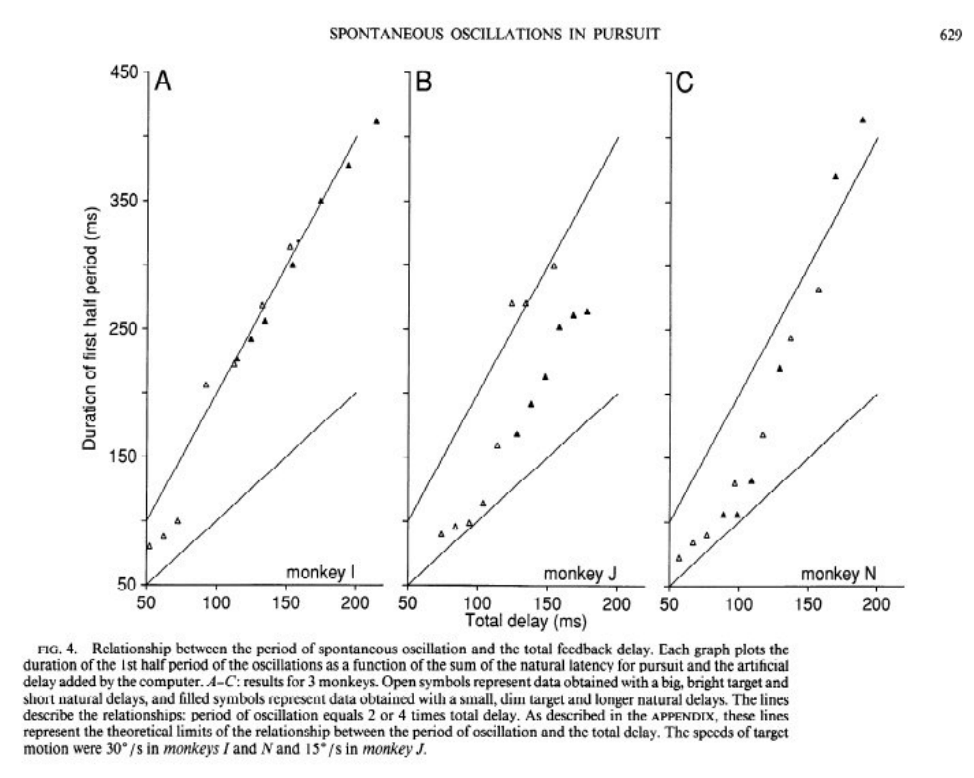 SPONTANEOUS OSCILLATIONS IN PURSUIT 629
A B C
450
350
250
150
50
Duration of first half period (ms)
monkey I monkey J monkey N
50 100 150 200 50 100 150 200 50 100 150 200
Total delay (ms)
FIG. 4. Relationship between the period of spontaneous oscillation and the total feedback delay. Each graph plots the
duration of the 1st half period of the oscillations as a function of the sum of the natural latency for pursuit and the artificial
delay added by the computer. A–C: results for 3 monkeys. Open symbols represent data obtained with a big, bright target and
short natural delays, and filled symbols represent data obtained with a small, dim target and longer natural delays. The lines
describe the relationships: period of oscillation equals 2 or 4 times total delay. As described in the APPENDIX, these lines
represent the theoretical limits of the relationship between the period of oscillation and the total delay. The speeds of target
motion were 30°/s in monkeys I and N and 15°/s in monkey J.